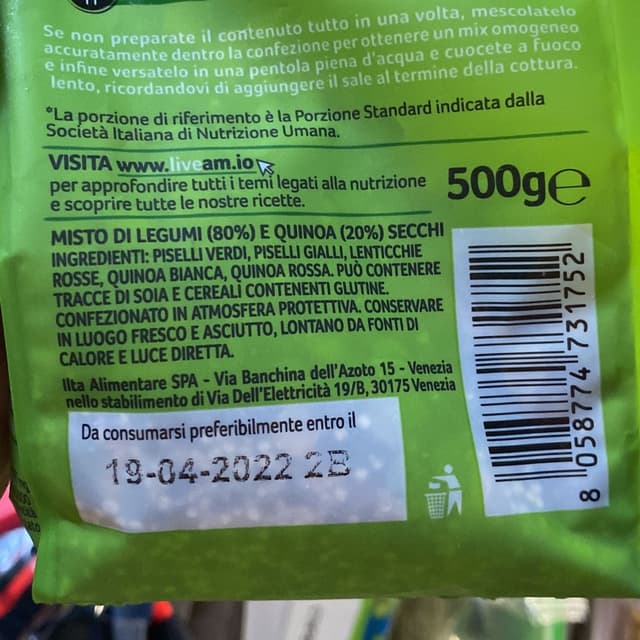 Se non preparate il contenuto tutto in una volta, mescolatelo
accuratamente dentro la confezione per ottenere un mix omogeneo
e infine versatelo in una pentola piena d'acqua e cuocete a fuoco
lento, ricordandovi di aggiungere il sale al termine della cottura.
*La porzione di riferimento è la Porzione Standard indicata dalla
Società Italiana di Nutrizione Umana.
VISITA www.liveam.io
per approfondire tutti i temi legati alla nutrizione
e scoprire tutte le nostre ricette.
500g℮
MISTO DI LEGUMI (80%) E QUINOA (20%) SECCHI
INGREDIENTI: PISELLI VERDI, PISELLI GIALLI, LENTICCHIE
ROSSE, QUINOA BIANCA, QUINOA ROSSA. PUÒ CONTENERE
TRACCE DI SOIA E CEREALI CONTENENTI GLUTINE.
CONFEZIONATO IN ATMOSFERA PROTETTIVA. CONSERVARE
IN LUOGO FRESCO E ASCIUTTO, LONTANO DA FONTI DI
CALORE E LUCE DIRETTA.
Ilta Alimentare SPA - Via Banchina dell'Azoto 15 - Venezia
nello stabilimento di Via Dell'Elettricità 19/B, 30175 Venezia
Da consumarsi preferibilmente entro il
19-04-2022 2B
8 058774 731752